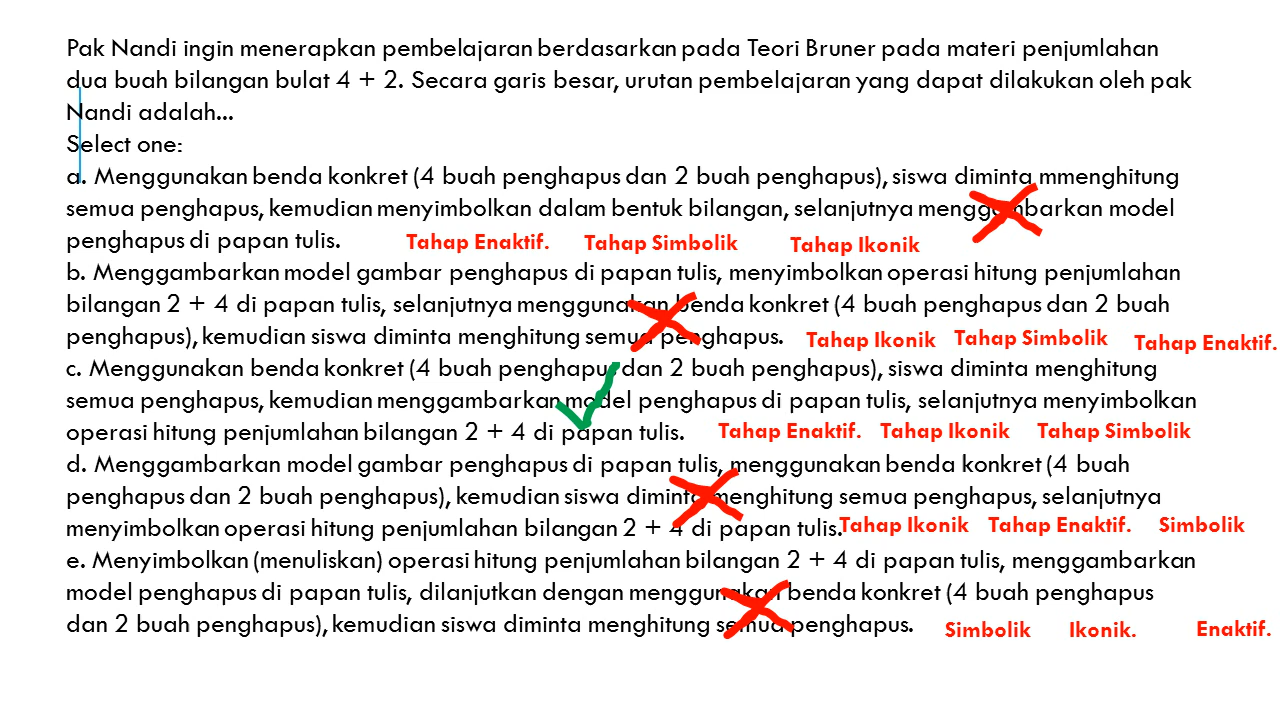 Pak Nandi ingin menerapkan pembelajaran berdasarkan pada Teori Bruner pada materi penjumlahan
dua buah bilangan bulat 4 + 2. Secara garis besar, urutan pembelajaran yang dapat dilakukan oleh pak
Nandi adalah...
Select one:
a. Menggunakan benda konkret (4 buah penghapus dan 2 buah penghapus), siswa diminta mmenghitung
semua penghapus, kemudian menyimbolkan dalam bentuk bilangan, selanjutnya menggambarkan model
penghapus di papan tulis. Tahap Enaktif. Tahap Simbolik Tahap Ikonik
b. Menggambarkan model gambar penghapus di papan tulis, menyimbolkan operasi hitung penjumlahan
bilangan 2 + 4 di papan tulis, selanjutnya menggunakan benda konkret (4 buah penghapus dan 2 buah
penghapus), kemudian siswa diminta menghitung semua penghapus. Tahap Ikonik Tahap Simbolik Tahap Enaktif.
c. Menggunakan benda konkret (4 buah penghapus dan 2 buah penghapus), siswa diminta menghitung
semua penghapus, kemudian menggambarkan model penghapus di papan tulis, selanjutnya menyimbolkan
operasi hitung penjumlahan bilangan 2 + 4 di papan tulis. Tahap Enaktif. Tahap Ikonik Tahap Simbolik
d. Menggambarkan model gambar penghapus di papan tulis, menggunakan benda konkret (4 buah
penghapus dan 2 buah penghapus), kemudian siswa diminta menghitung semua penghapus, selanjutnya
menyimbolkan operasi hitung penjumlahan bilangan 2 + 4 di papan tulis. Tahap Ikonik Tahap Enaktif. Simbolik
e. Menyimbolkan (menuliskan) operasi hitung penjumlahan bilangan 2 + 4 di papan tulis, menggambarkan
model penghapus di papan tulis, dilanjutkan dengan menggunakan benda konkret (4 buah penghapus
dan 2 buah penghapus), kemudian siswa diminta menghitung semua penghapus. Simbolik Ikonik. Enaktif.